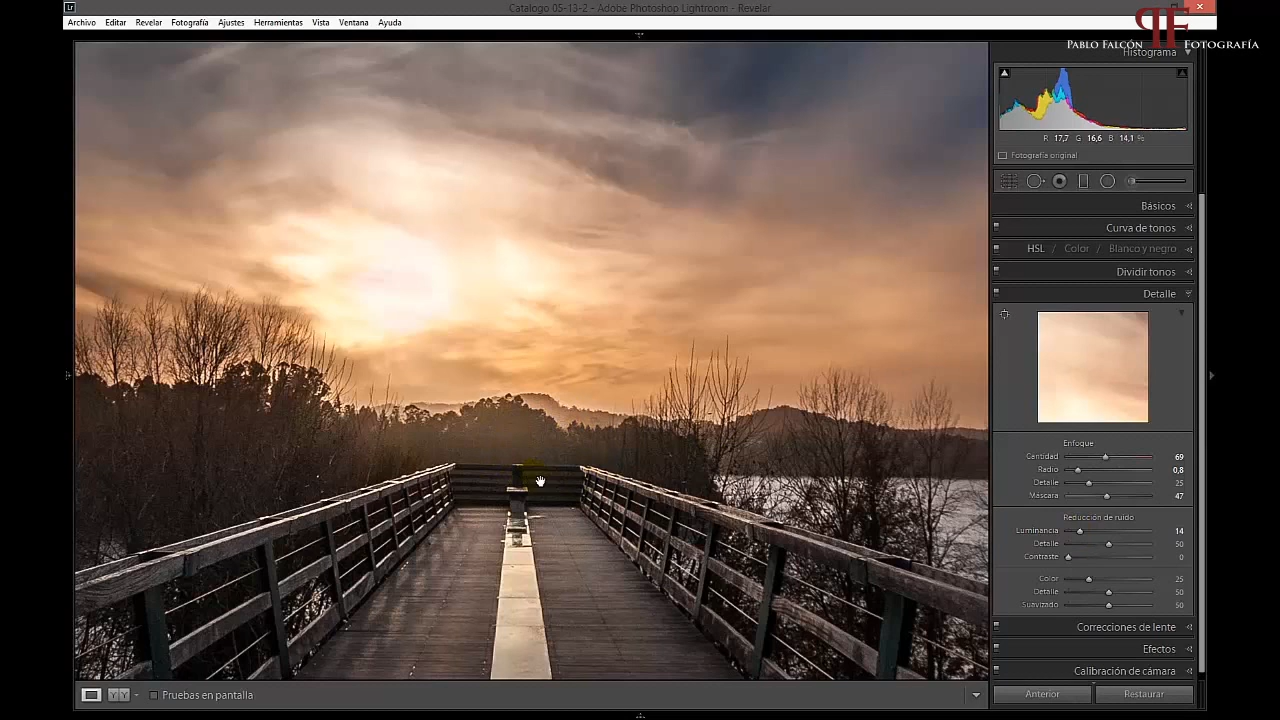 Lr
Catalogo 05-13-2 - Adobe Photoshop Lightroom - Revelar
Archivo Editar Revelar Fotografía Ajustes Herramientas Vista Ventana Ayuda
PF
PABLO FALCÓN FOTOGRAFÍA
Histograma
R 17,7 G 16,6 B 14,1 %
Fotografía original
Básicos
Curva de tonos
HSL / Color / Blanco y negro
Dividir tonos
Detalle
Enfoque
Cantidad 69
Radio 0,8
Detalle 25
Máscara 47
Reducción de ruido
Luminancia 14
Detalle 50
Contraste 0
Color 25
Detalle 50
Suavizado 50
Correcciones de lente
Efectos
Calibración de cámara
Y Y Pruebas en pantalla
Anterior Restaurar